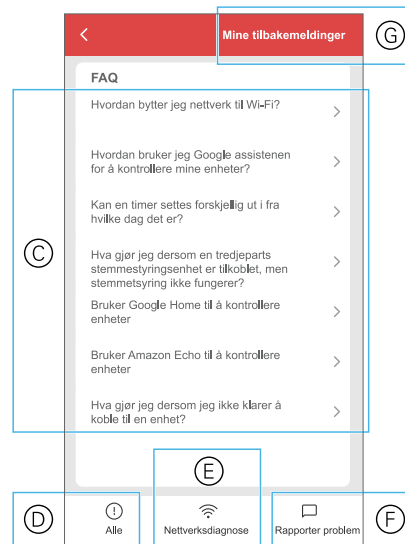 Mine tilbakemeldinger
G
FAQ
Hvordan bytter jeg nettverk til Wi-Fi?
Hvordan bruker jeg Google assistenen
for å kontrollere mine enheter?
Kan en timer settes forskjellig ut i fra
hvilke dag det er?
C
Hva gjør jeg dersom en tredjeparts
stemmestyringsenhet er tilkoblet, men
stemmetsyring ikke fungerer?
Bruker Google Home til å kontrollere
enheter
Bruker Amazon Echo til å kontrollere
enheter
Hva gjør jeg dersom jeg ikke klarer å
koble til en enhet?
E
D
Alle
Nettverksdiagnose
Rapporter problem
F